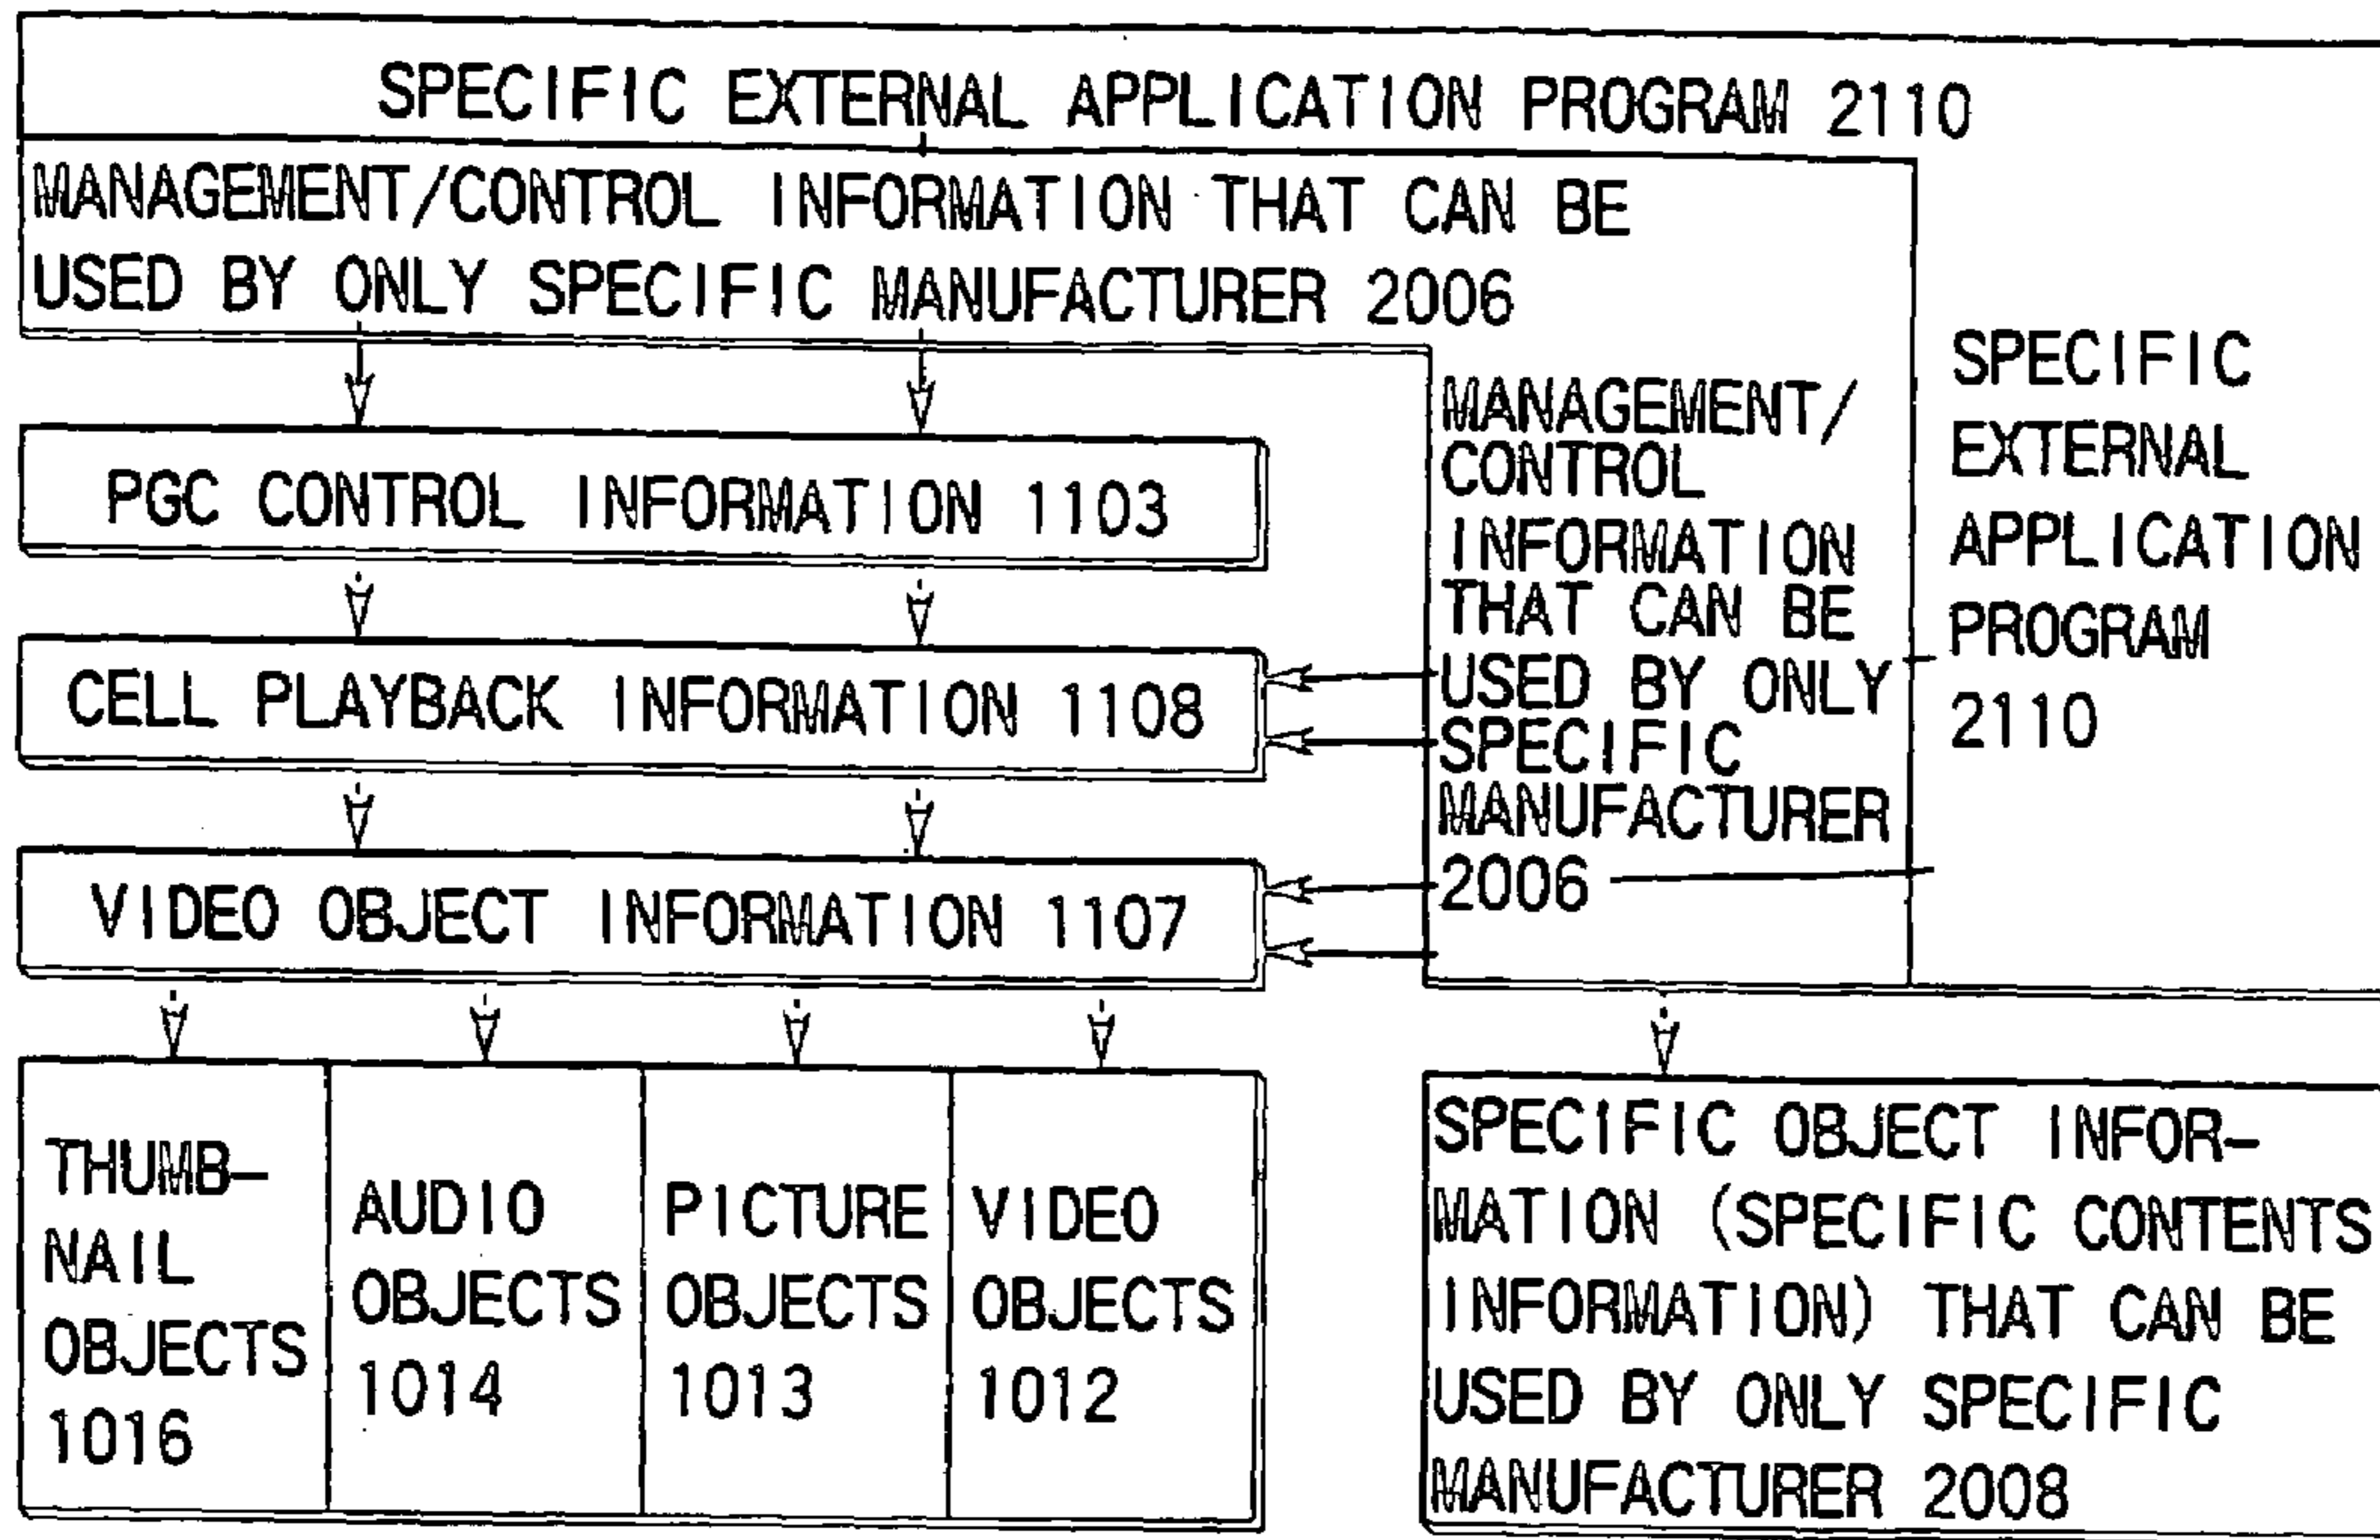 SPECIFIC EXTERNAL APPLICATION PROGRAM 2110
MANAGEMENT/CONTROL INFORMATION THAT CAN BE
USED BY ONLY SPECIFIC MANUFACTURER 2006
PGC CONTROL INFORMATION 1103
CELL PLAYBACK INFORMATION 1108
VIDEO OBJECT INFORMATION 1107
MANAGEMENT/
CONTROL
INFORMATION
THAT CAN BE
USED BY ONLY
SPECIFIC
MANUFACTURER
2006
SPECIFIC
EXTERNAL
APPLICATION
PROGRAM
2110
THUMB-
NAIL
OBJECTS
1016
AUDIO
OBJECTS
1014
PICTURE
OBJECTS
1013
VIDEO
OBJECTS
1012
SPECIFIC OBJECT INFOR-
MATION (SPECIFIC CONTENTS
INFORMATION) THAT CAN BE
USED BY ONLY SPECIFIC
MANUFACTURER 2008